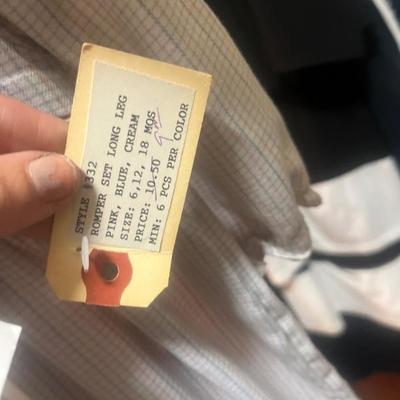 STYLE 1332
ROMPER SET LONG LEG
PINK, BLUE, CREAM
SIZE: 6,12, 18 MOS
PRICE: 10-50
MIN: 6 PCS PER COLOR